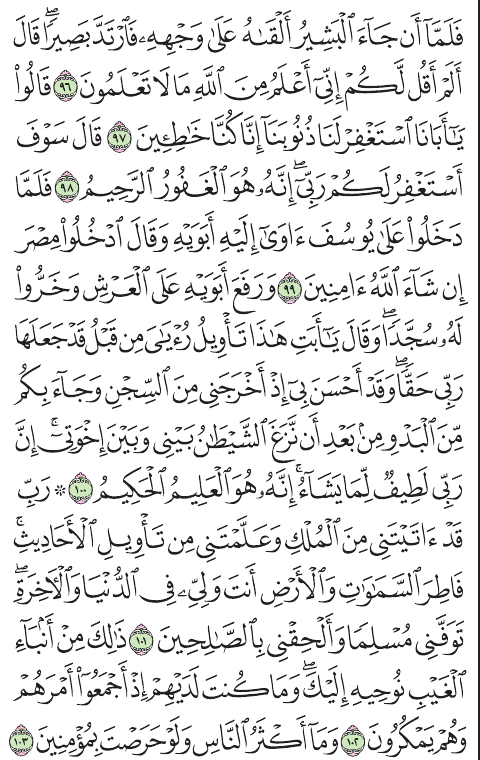 فَلَمَّآ أَن جَآءَ ٱلۡبَشِيرُ أَلۡقَىٰهُ عَلَىٰ وَجۡهِهِۦ فَٱرۡتَدَّ بَصِيرٗاۖ قَالَ
أَلَمۡ أَقُل لَّكُمۡ إِنِّيٓ أَعۡلَمُ مِنَ ٱللَّهِ مَا لَا تَعۡلَمُونَ ٩٦ قَالُواْ
يَٰٓأَبَانَا ٱسۡتَغۡفِرۡ لَنَا ذُنُوبَنَآ إِنَّا كُنَّا خَٰطِـِٔينَ ٩٧ قَالَ سَوۡفَ
أَسۡتَغۡفِرُ لَكُمۡ رَبِّيٓۖ إِنَّهُۥ هُوَ ٱلۡغَفُورُ ٱلرَّحِيمُ ٩٨ فَلَمَّا
دَخَلُواْ عَلَىٰ يُوسُفَ ءَاوَىٰٓ إِلَيۡهِ أَبَوَيۡهِ وَقَالَ ٱدۡخُلُواْ مِصۡرَ
إِن شَآءَ ٱللَّهُ ءَامِنِينَ ٩٩ وَرَفَعَ أَبَوَيۡهِ عَلَى ٱلۡعَرۡشِ وَخَرُّواْ
لَهُۥ سُجَّدٗاۖ وَقَالَ يَٰٓأَبَتِ هَٰذَا تَأۡوِيلُ رُءۡيَٰيَ مِن قَبۡلُ قَدۡ جَعَلَهَا
رَبِّي حَقّٗاۖ وَقَدۡ أَحۡسَنَ بِيٓ إِذۡ أَخۡرَجَنِي مِنَ ٱلسِّجۡنِ وَجَآءَ بِكُم
مِّنَ ٱلۡبَدۡوِ مِنۢ بَعۡدِ أَن نَّزَغَ ٱلشَّيۡطَٰنُ بَيۡنِي وَبَيۡنَ إِخۡوَتِيٓۚ إِنَّ
رَبِّي لَطِيفٞ لِّمَا يَشَآءُۚ إِنَّهُۥ هُوَ ٱلۡعَلِيمُ ٱلۡحَكِيمُ ١٠٠ ۞ رَبِّ
قَدۡ ءَاتَيۡتَنِي مِنَ ٱلۡمُلۡكِ وَعَلَّمۡتَنِي مِن تَأۡوِيلِ ٱلۡأَحَادِيثِۚ
فَاطِرَ ٱلسَّمَٰوَٰتِ وَٱلۡأَرۡضِ أَنتَ وَلِيِّۦ فِي ٱلدُّنۡيَا وَٱلۡأٓخِرَةِۖ
تَوَفَّنِي مُسۡلِمٗا وَأَلۡحِقۡنِي بِٱلصَّٰلِحِينَ ١٠١ ذَٰلِكَ مِنۡ أَنۢبَآءِ
ٱلۡغَيۡبِ نُوحِيهِ إِلَيۡكَۖ وَمَا كُنتَ لَدَيۡهِمۡ إِذۡ أَجۡمَعُوٓاْ أَمۡرَهُمۡ
وَهُمۡ يَمۡكُرُونَ ١٠٢ وَمَآ أَكۡثَرُ ٱلنَّاسِ وَلَوۡ حَرَصۡتَ بِمُؤۡمِنِينَ ١٠٣